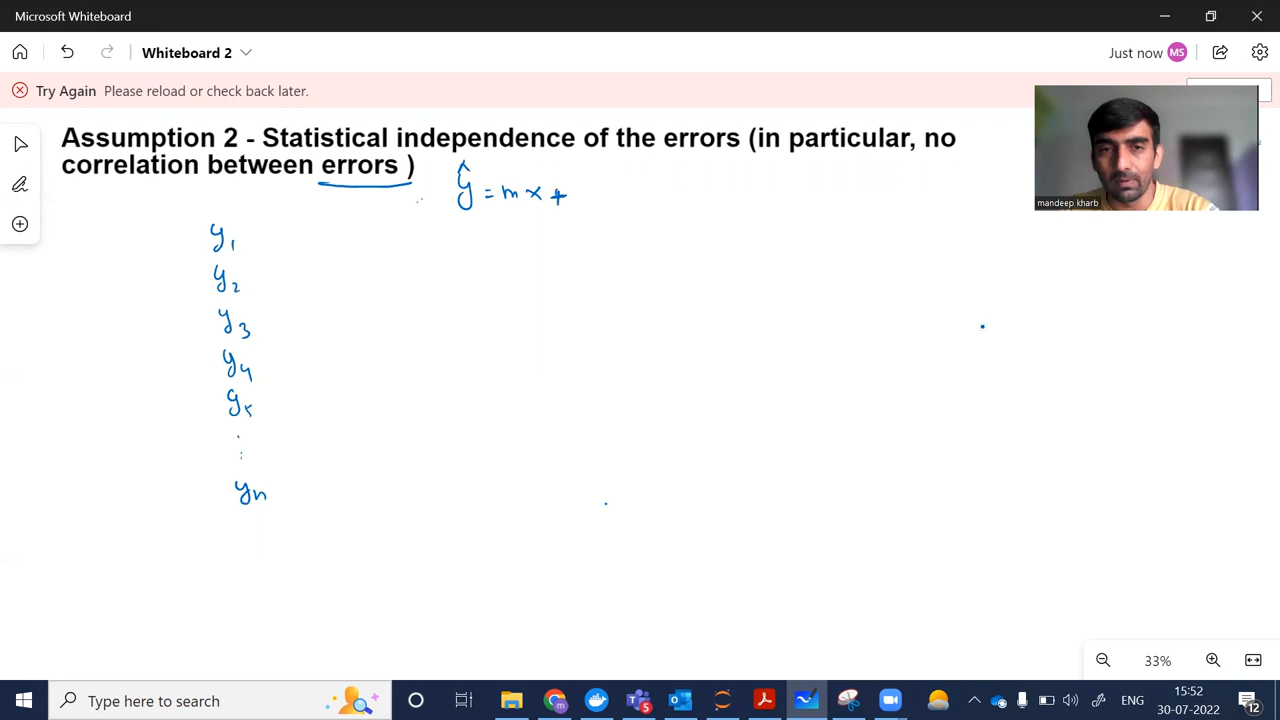 Microsoft Whiteboard
Whiteboard 2
Just now MS
Try Again Please reload or check back later.
Assumption 2 - Statistical independence of the errors (in particular, no
correlation between errors )
ŷ = mx +
y1
y2
y3
y4
y5
yn
mandeep kharb
33%
Type here to search
5
ENG
15:52
30-07-2022
12